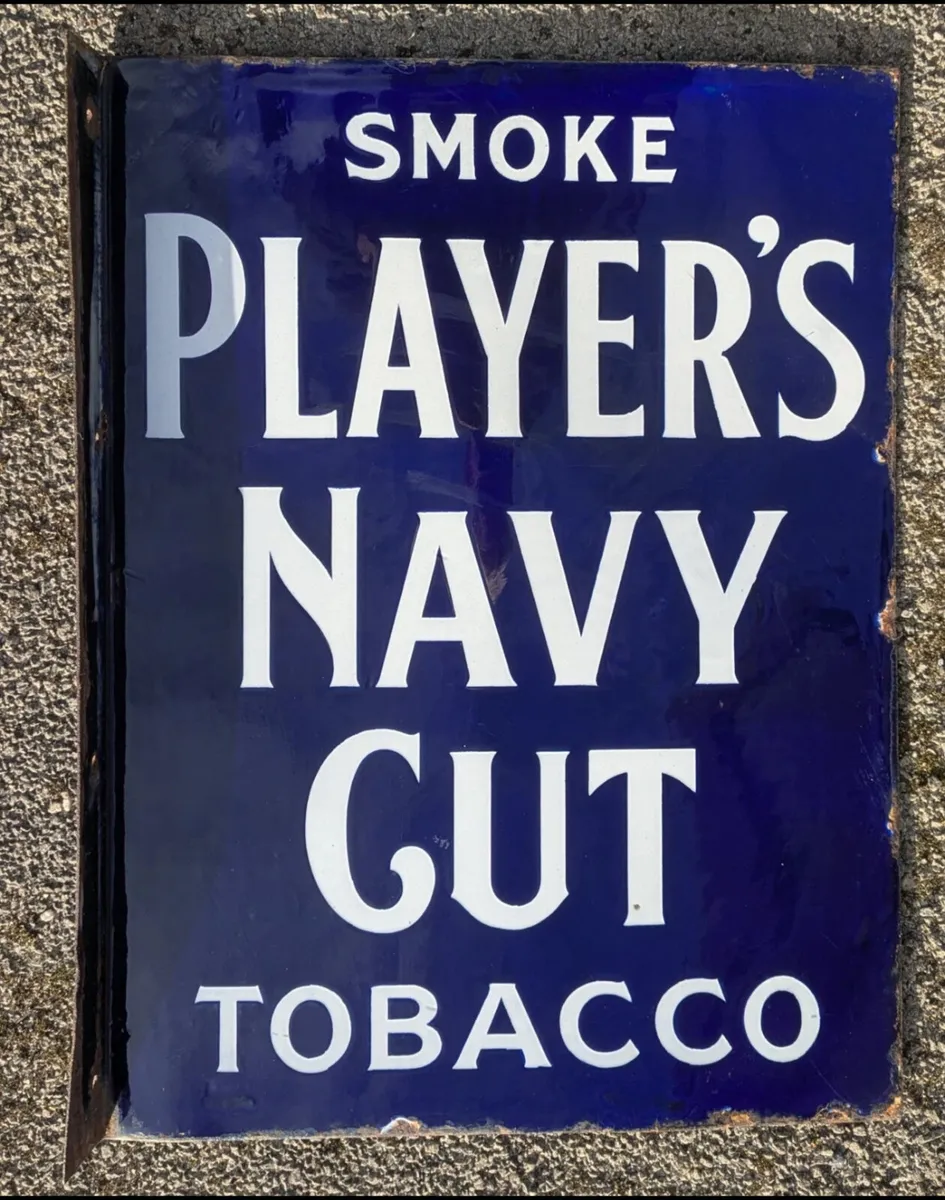 SMOKE
PLAYER'S
NAVY
CUT
TOBACCO